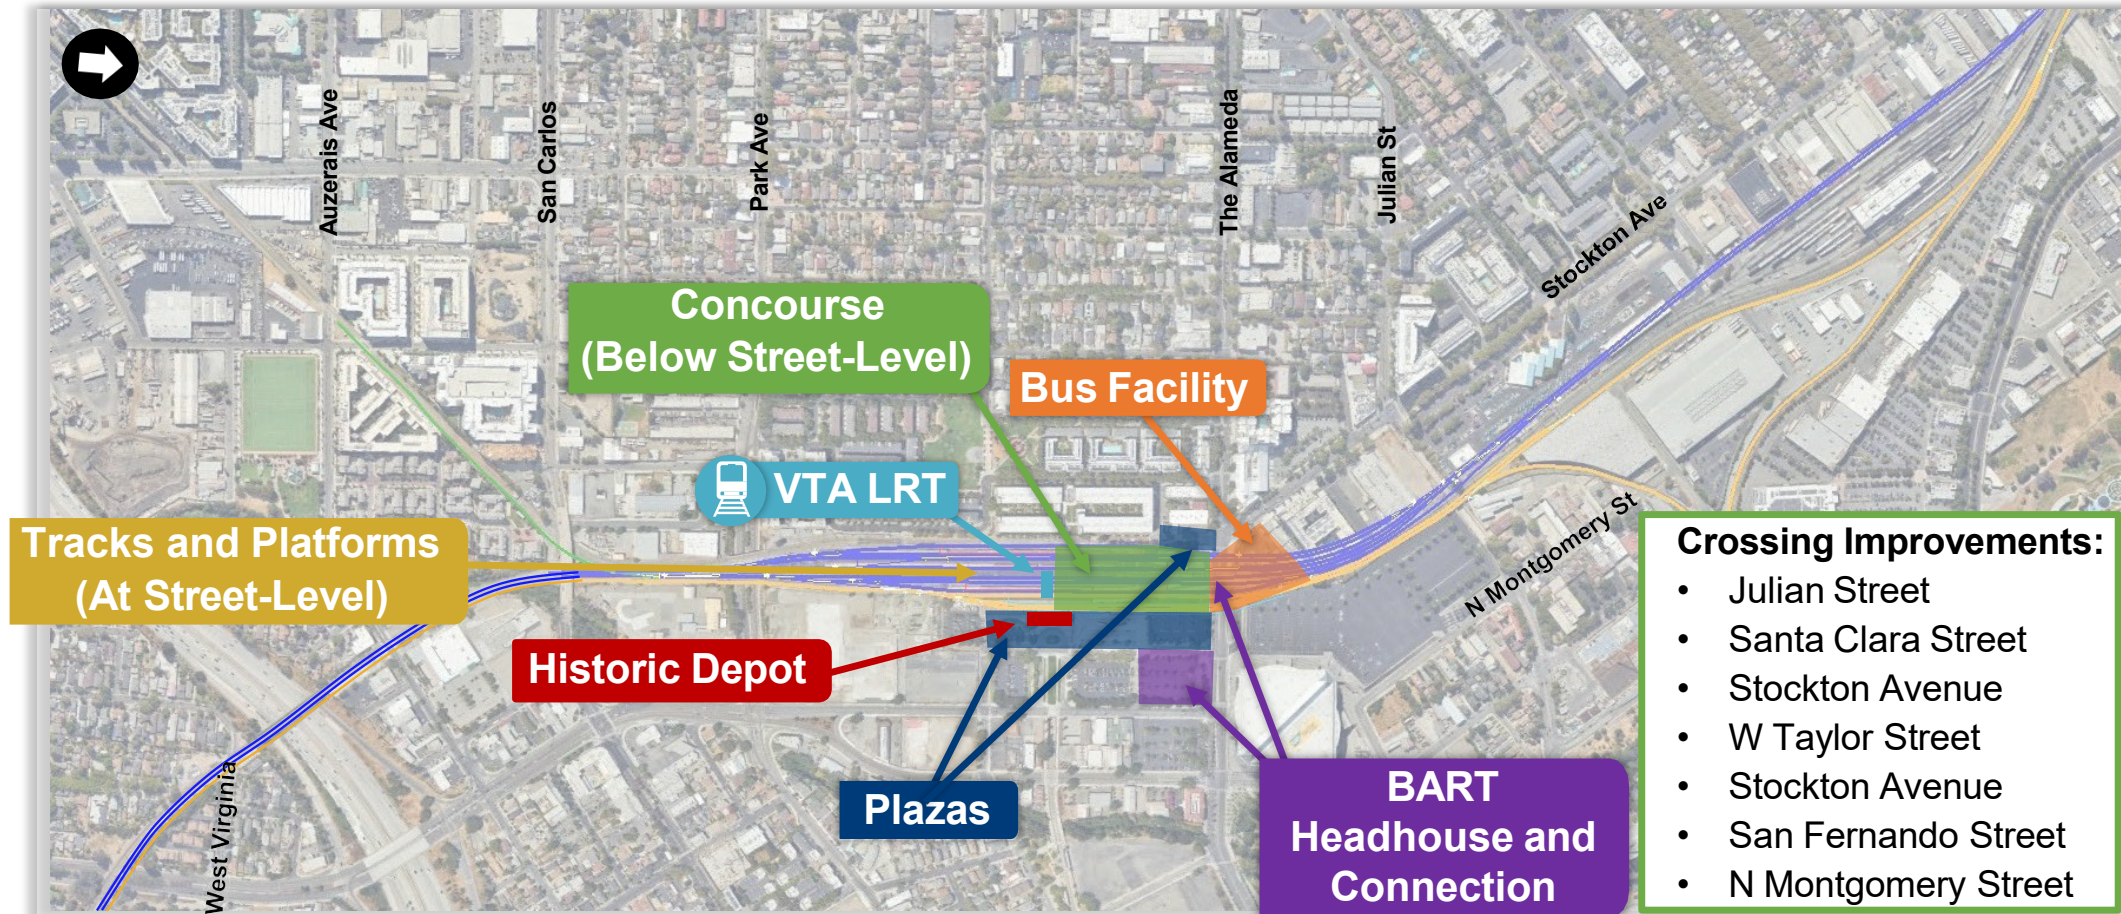 Auzerais Ave
San Carlos
Park Ave
The Alameda
Julian St
Stockton Ave
Concourse
(Below Street-Level)
Bus Facility
VTA LRT
Tracks and Platforms
(At Street-Level)
Historic Depot
N Montgomery St
Plazas
West Virginia
BART
Headhouse and
Connection
Crossing Improvements:
• Julian Street
• Santa Clara Street
• Stockton Avenue
• W Taylor Street
• Stockton Avenue
• San Fernando Street
• N Montgomery Street